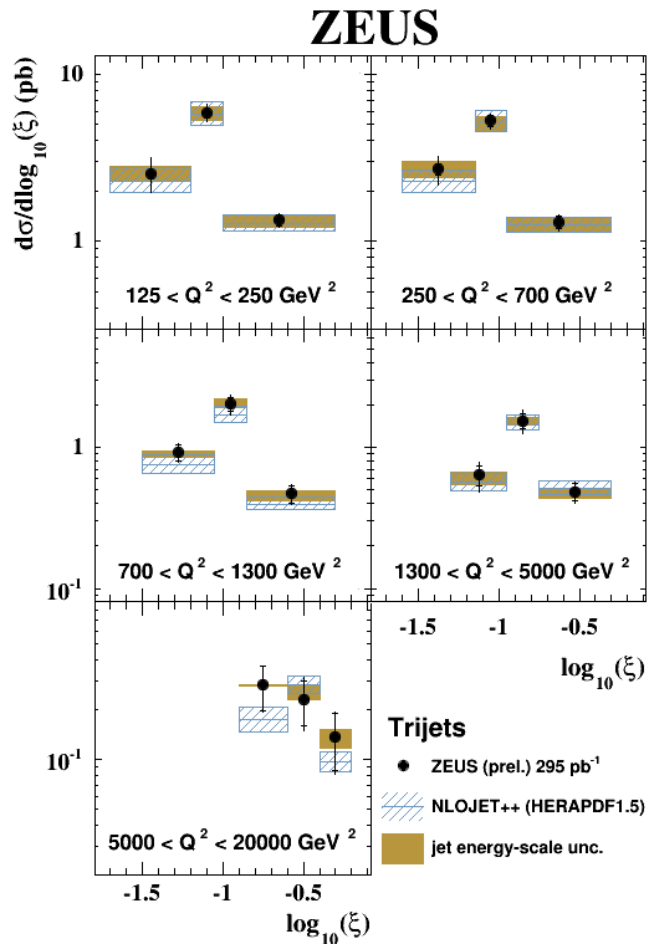 ZEUS
dσ/dlog₁₀(ξ) (pb)
10
1
125 < Q² < 250 GeV²
250 < Q² < 700 GeV²
1
10⁻¹
700 < Q² < 1300 GeV²
1300 < Q² < 5000 GeV²
-1.5 -1 -0.5
log₁₀(ξ)
10⁻¹
5000 < Q² < 20000 GeV²
Trijets
ZEUS (prel.) 295 pb⁻¹
NLOJET++ (HERAPDF1.5)
jet energy-scale unc.
-1.5 -1 -0.5
log₁₀(ξ)